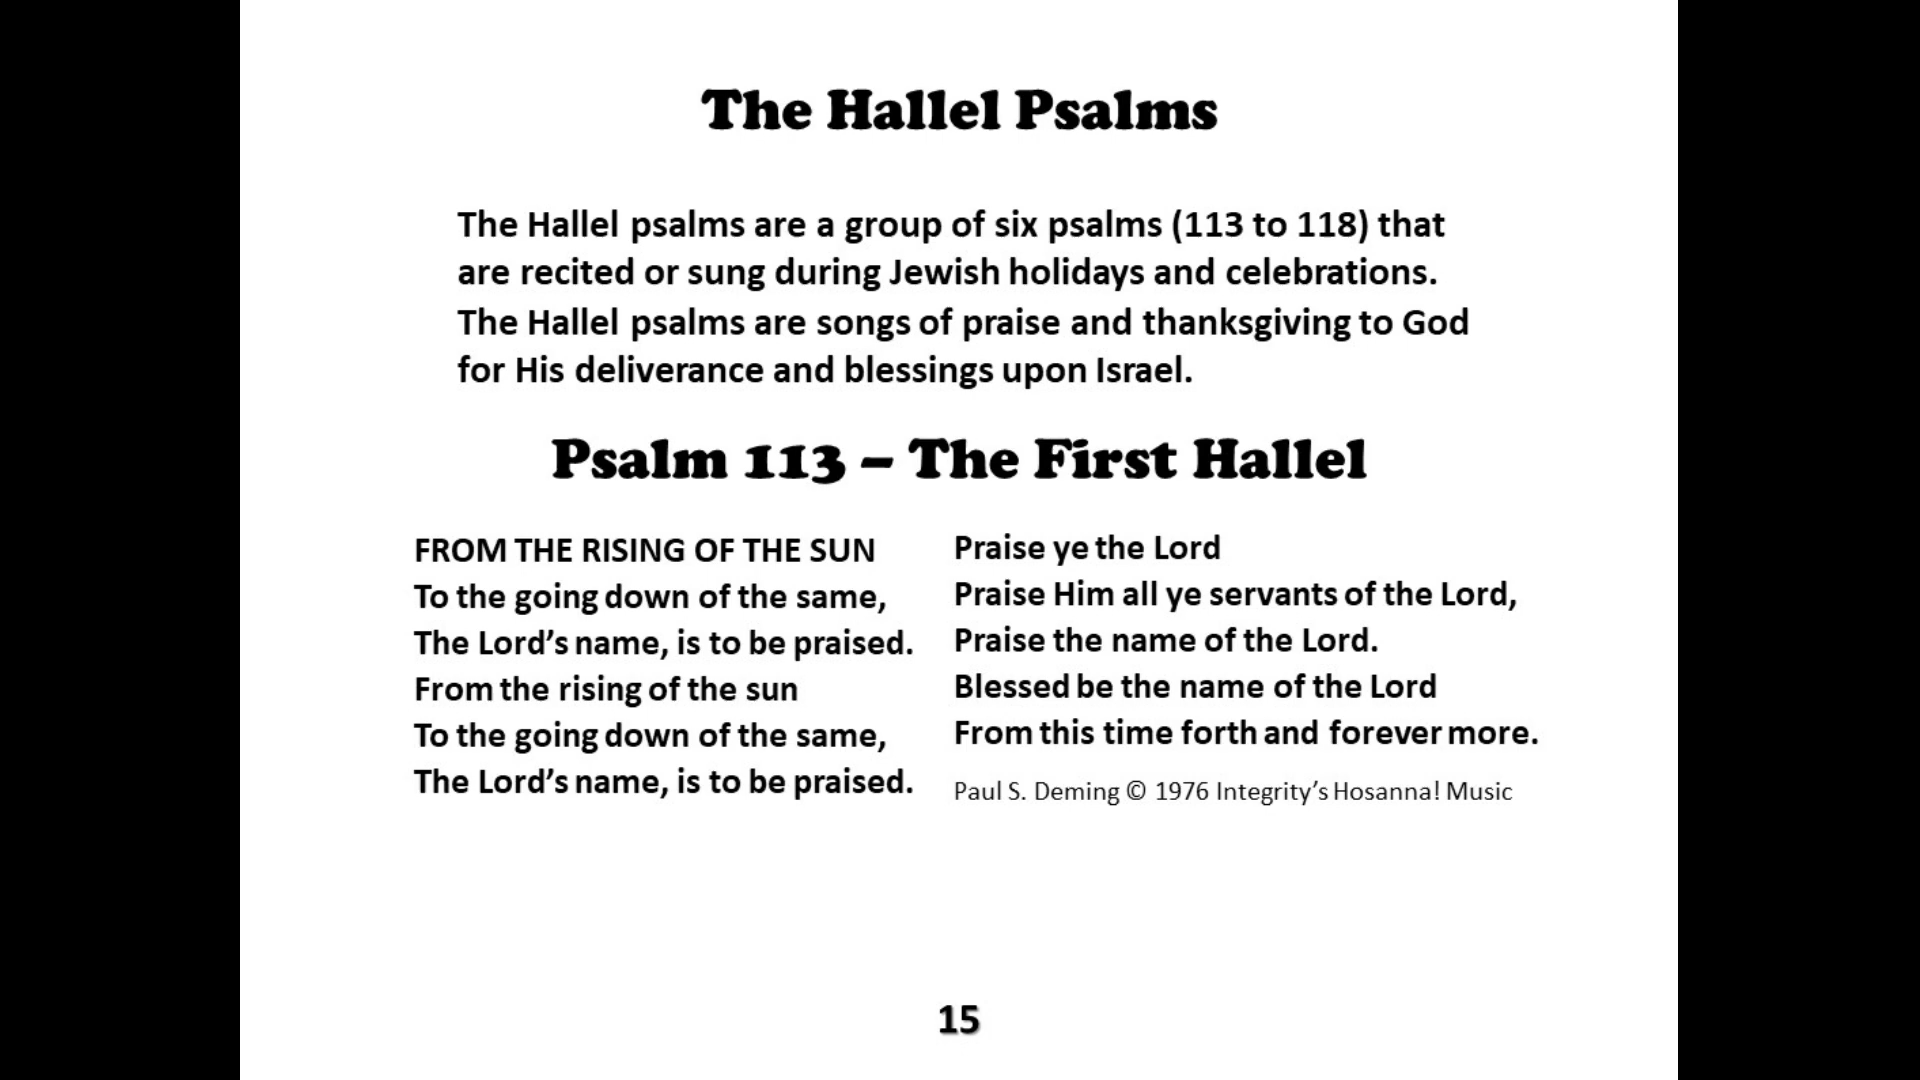 The Hallel Psalms
The Hallel psalms are a group of six psalms (113 to 118) that
are recited or sung during Jewish holidays and celebrations.
The Hallel psalms are songs of praise and thanksgiving to God
for His deliverance and blessings upon Israel.
Psalm 113 – The First Hallel
FROM THE RISING OF THE SUN
To the going down of the same,
The Lord’s name, is to be praised.
From the rising of the sun
To the going down of the same,
The Lord’s name, is to be praised.
Praise ye the Lord
Praise Him all ye servants of the Lord,
Praise the name of the Lord.
Blessed be the name of the Lord
From this time forth and forever more.
Paul S. Deming © 1976 Integrity’s Hosanna! Music
15